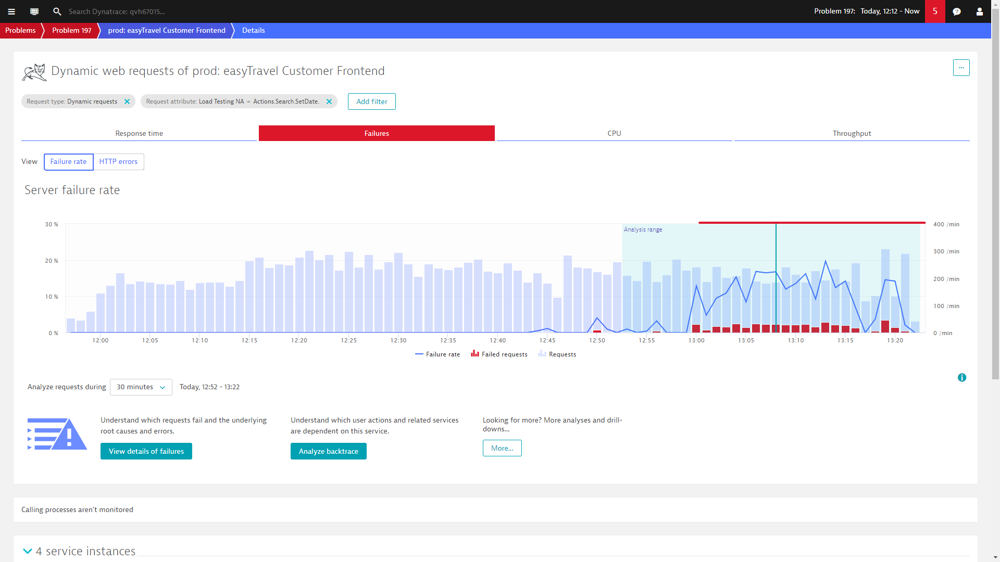 Search Dynatrace: qvh67015...
Problem 197: Today, 12:12 - Now
5
Problems
Problem 197
prod: easyTravel Customer Frontend
Details
Dynamic web requests of prod: easyTravel Customer Frontend
...
Request type: Dynamic requests
Request attribute: Load Testing NA = Actions.Search.SetDate.
Add filter
Response time
Failures
CPU
Throughput
View
Failure rate
HTTP errors
Server failure rate
30 %
20 %
10 %
0 %
Analysis range
400 /min
300 /min
200 /min
100 /min
0 /min
12:00
12:05
12:10
12:15
12:20
12:25
12:30
12:35
12:40
12:45
12:50
12:55
13:00
13:05
13:10
13:15
13:20
Failure rate
Failed requests
Requests
Analyze requests during
30 minutes
Today, 12:52 - 13:22
Understand which requests fail and the underlying
root causes and errors.
View details of failures
Understand which user actions and related services
are dependent on this service.
Analyze backtrace
Looking for more? More analyses and drill-
downs...
More...
Calling processes aren't monitored
4 service instances